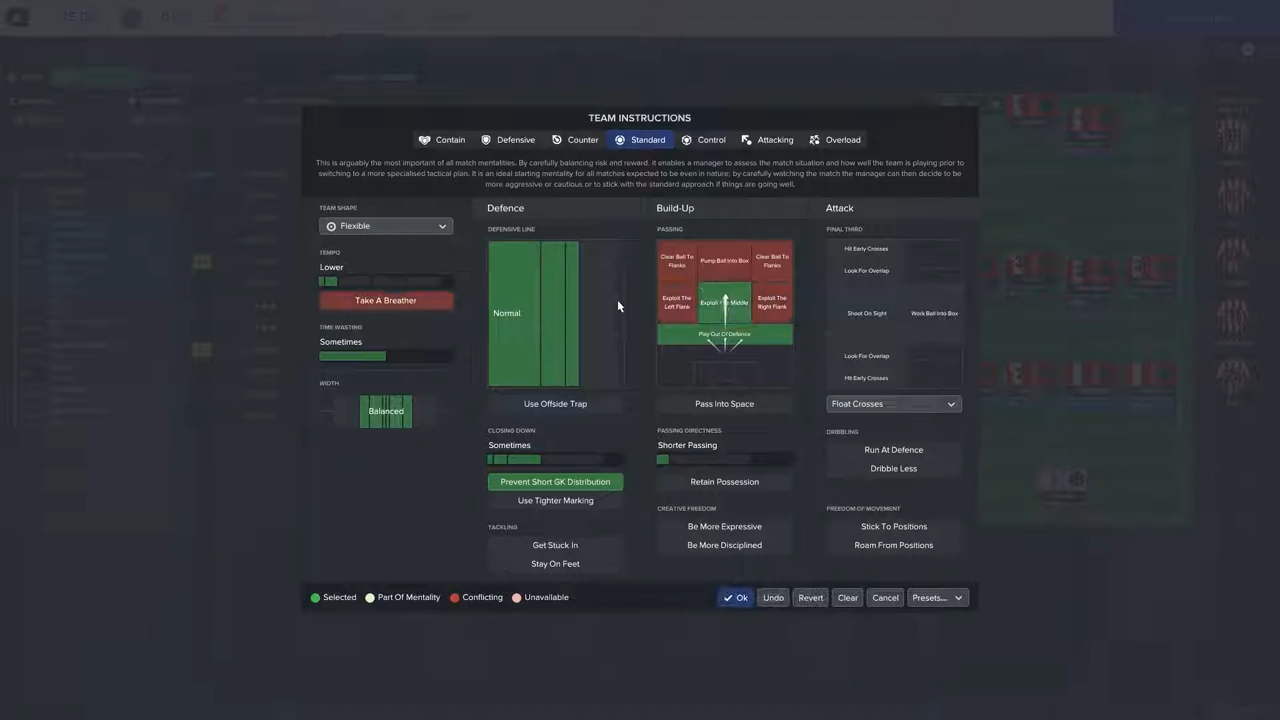 TEAM INSTRUCTIONS
Contain
Defensive
Counter
Standard
Control
Attacking
Overload
This is arguably the most important of all match mentalities. By carefully balancing risk and reward, it enables a manager to assess the match situation and how well the team is playing prior to
switching to a more specialised tactical plan. It is an ideal starting mentality for all matches expected to be even in nature; by carefully watching the match the manager can then decide to be
more aggressive or cautious or to stick with the standard approach if things are going well.
TEAM SHAPE
Flexible
TEMPO
Lower
Take A Breather
TIME WASTING
Sometimes
WIDTH
Balanced
Defence
DEFENSIVE LINE
Normal
Use Offside Trap
CLOSING DOWN
Sometimes
Prevent Short GK Distribution
Use Tighter Marking
TACKLING
Get Stuck In
Stay On Feet
Build-Up
PASSING
Clear Ball To
Flanks
Pump Ball Into Box
Clear Ball To
Flanks
Exploit The
Left Flank
Exploit The Middle
Exploit The
Right Flank
Play Out Of Defence
Pass Into Space
PASSING DIRECTNESS
Shorter Passing
Retain Possession
CREATIVE FREEDOM
Be More Expressive
Be More Disciplined
Attack
FINAL THIRD
Hit Early Crosses
Look For Overlap
Shoot On Sight
Work Ball Into Box
Look For Overlap
Hit Early Crosses
Float Crosses
DRIBBLING
Run At Defence
Dribble Less
FREEDOM OF MOVEMENT
Stick To Positions
Roam From Positions
Selected
Part Of Mentality
Conflicting
Unavailable
Ok
Undo
Revert
Clear
Cancel
Presets...